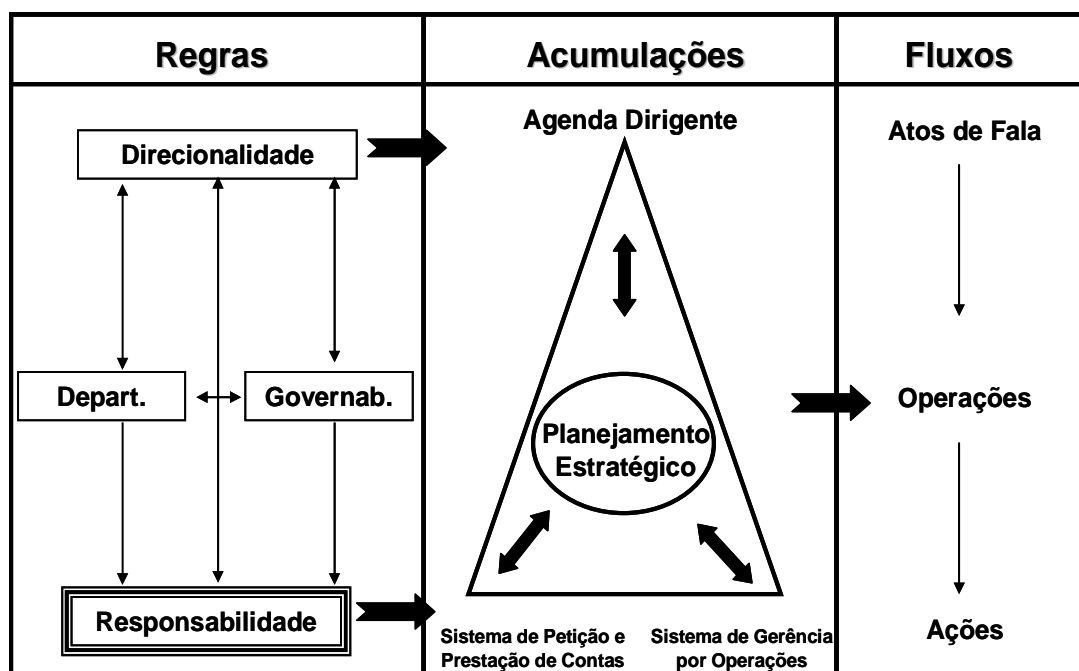 Regras
Acumulações
Fluxos
Direcionalidade
Depart.
Governab.
Responsabilidade
Agenda Dirigente
Planejamento
Estratégico
Sistema de Petição e
Prestação de Contas
Sistema de Gerência
por Operações
Atos de Fala
Operações
Ações